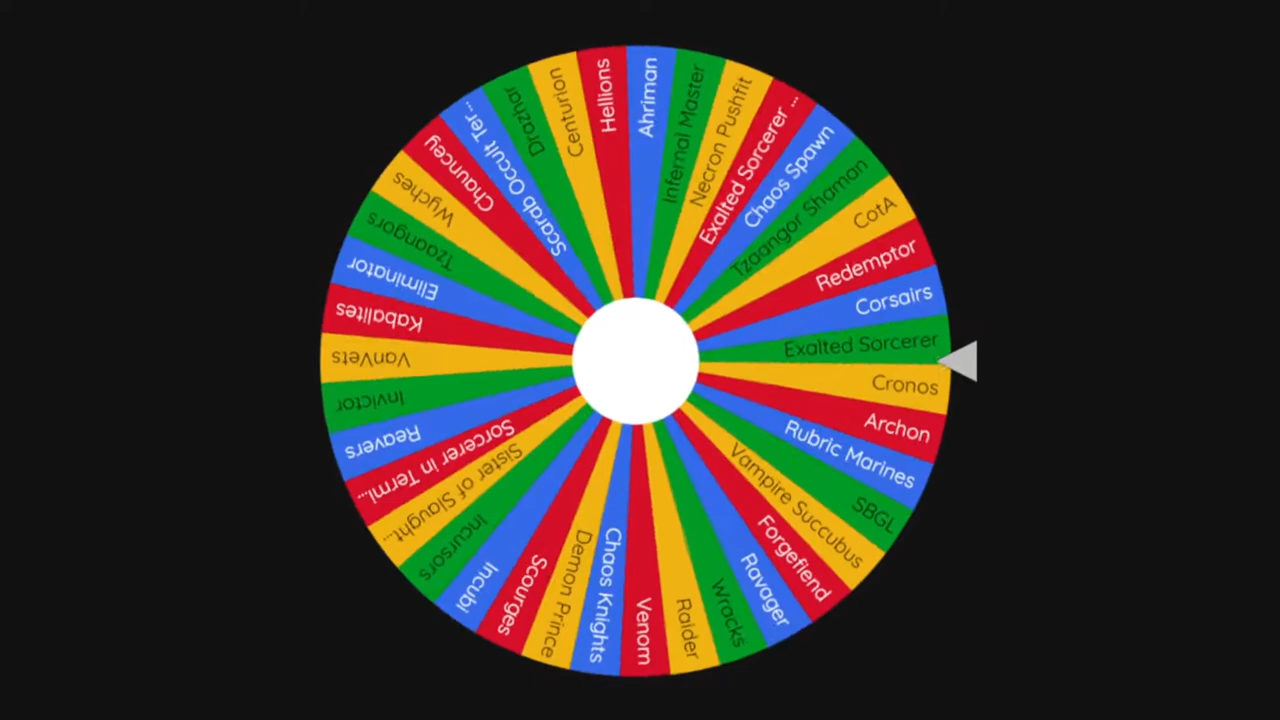 Ahriman
Infernal Master
Necron Pushfit
Exalted Sorcerer ...
Chaos Spawn
Tzaangor Shaman
CotA
Redemptor
Corsairs
Exalted Sorcerer
Cronos
Archon
Rubric Marines
SBGL
Vampire Succubus
Forgefiend
Ravager
Wracks
Raider
Venom
Chaos Knights
Demon Prince
Scourges
Incubi
Incursors
Sister of Slaught...
Sorcerer in Termi...
Reavers
Invictor
VanVets
Kabalites
Eliminator
Tzaangors
Wyches
Chauncey
Scarab Occult Ter...
Drazhar
Centurion
Hellions